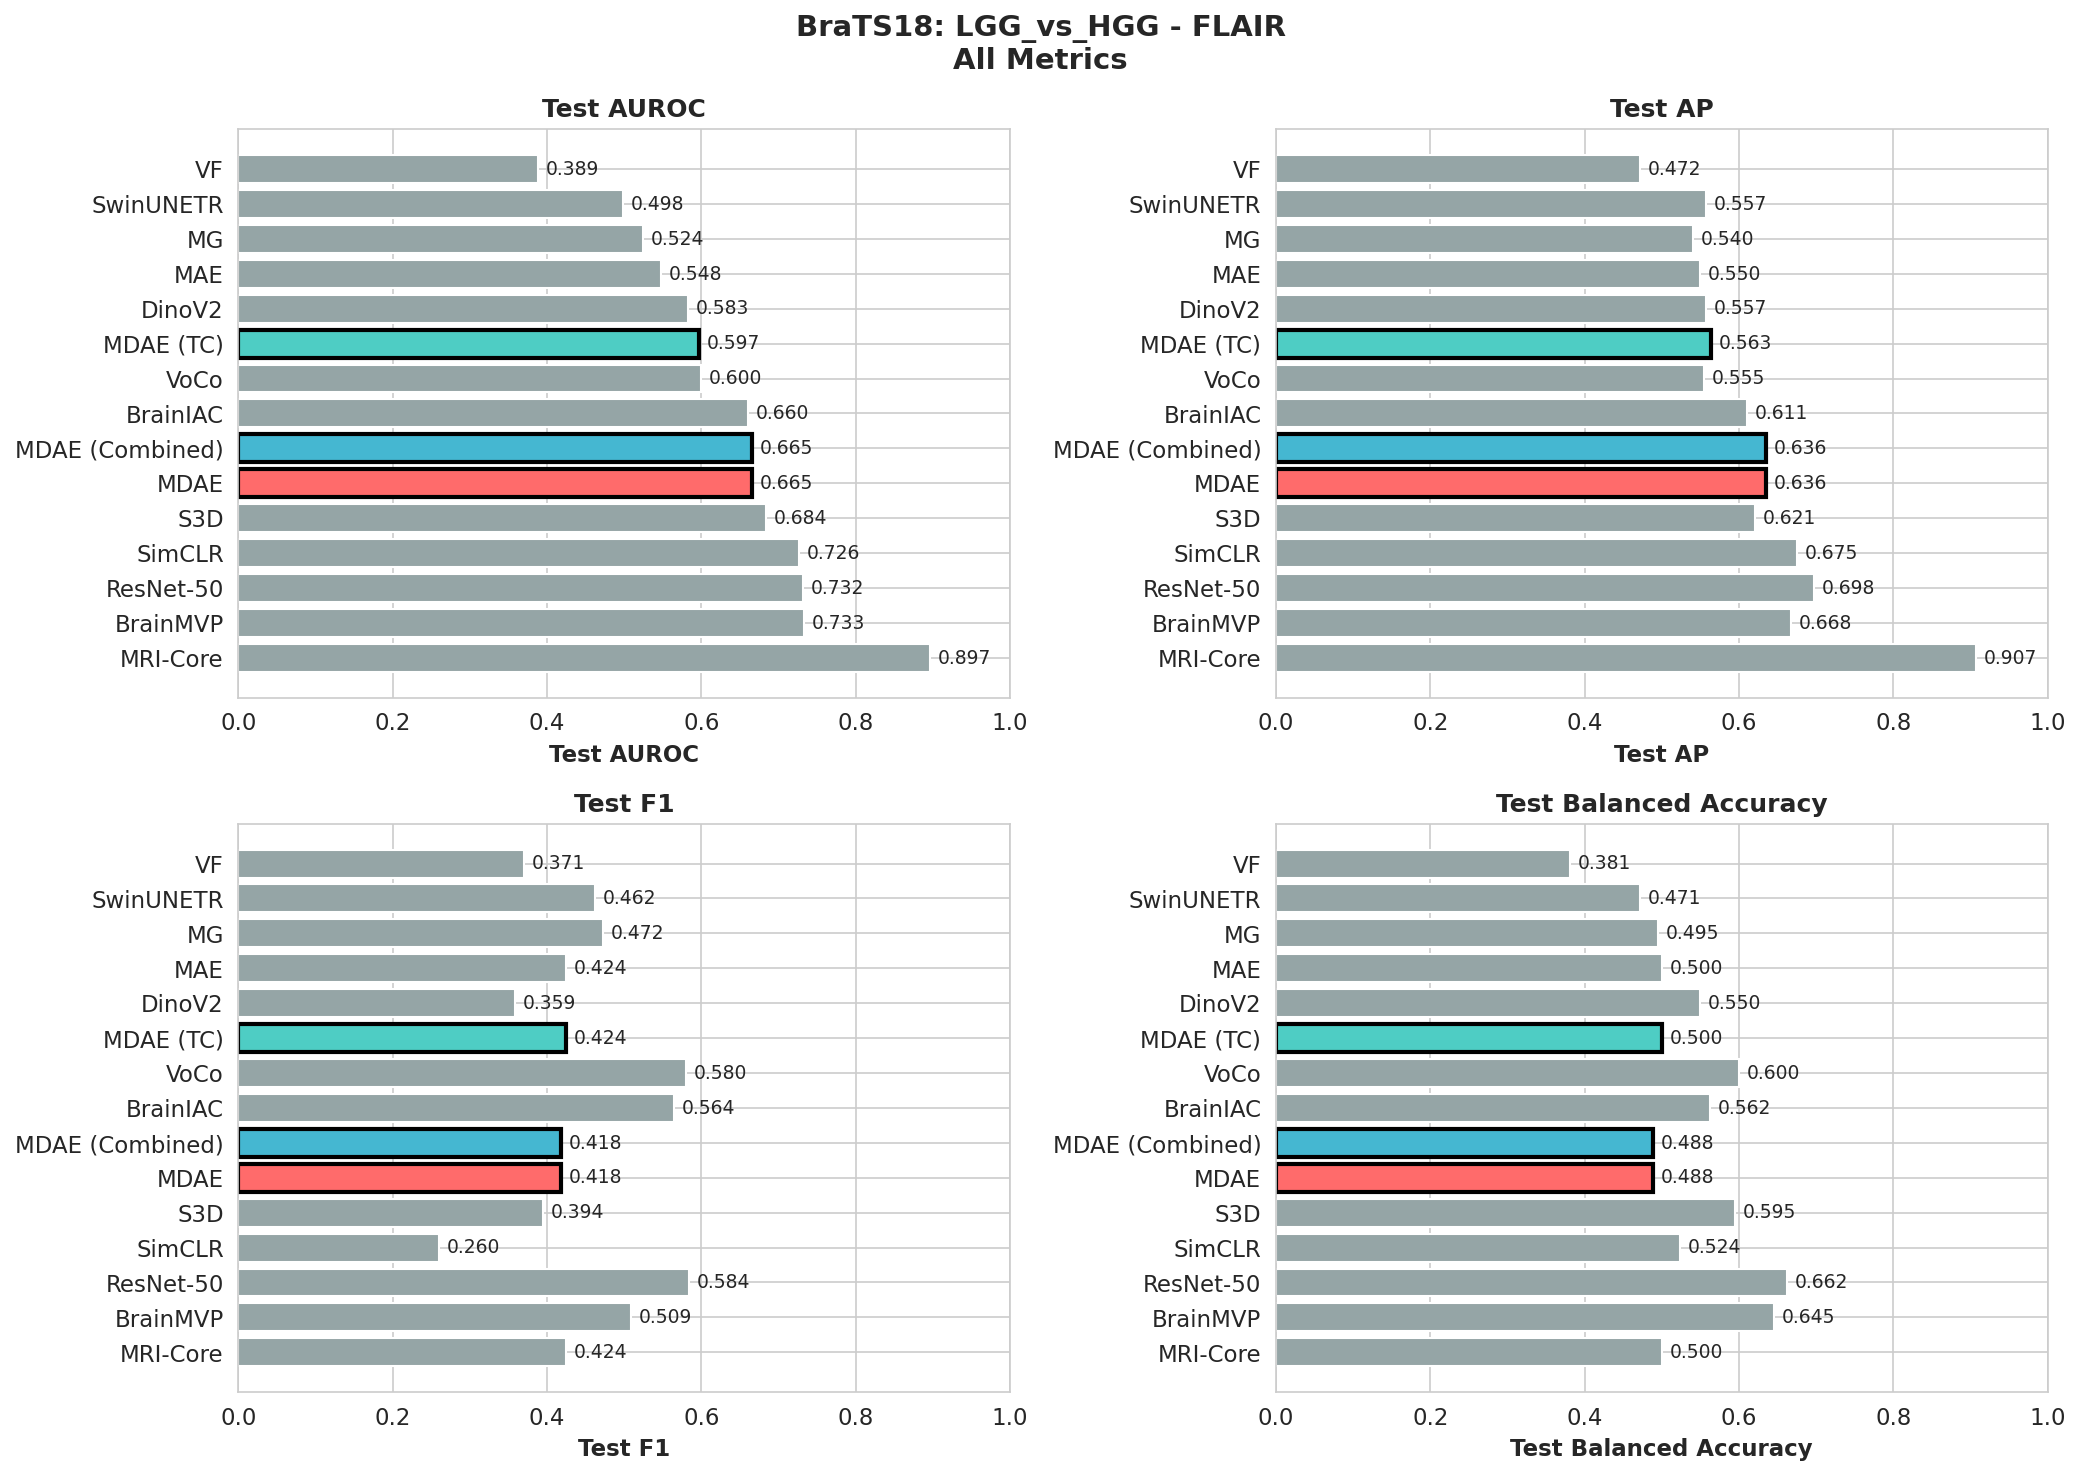 BraTS18: LGG_vs_HGG - FLAIR
All Metrics
Test AUROC
VF 0.389
SwinUNETR 0.498
MG 0.524
MAE 0.548
DinoV2 0.583
MDAE (TC) 0.597
VoCo 0.600
BrainIAC 0.660
MDAE (Combined) 0.665
MDAE 0.665
S3D 0.684
SimCLR 0.726
ResNet-50 0.732
BrainMVP 0.733
MRI-Core 0.897
0.0 0.2 0.4 0.6 0.8 1.0
Test AUROC
Test AP
VF 0.472
SwinUNETR 0.557
MG 0.540
MAE 0.550
DinoV2 0.557
MDAE (TC) 0.563
VoCo 0.555
BrainIAC 0.611
MDAE (Combined) 0.636
MDAE 0.636
S3D 0.621
SimCLR 0.675
ResNet-50 0.698
BrainMVP 0.668
MRI-Core 0.907
0.0 0.2 0.4 0.6 0.8 1.0
Test AP
Test F1
VF 0.371
SwinUNETR 0.462
MG 0.472
MAE 0.424
DinoV2 0.359
MDAE (TC) 0.424
VoCo 0.580
BrainIAC 0.564
MDAE (Combined) 0.418
MDAE 0.418
S3D 0.394
SimCLR 0.260
ResNet-50 0.584
BrainMVP 0.509
MRI-Core 0.424
0.0 0.2 0.4 0.6 0.8 1.0
Test F1
Test Balanced Accuracy
VF 0.381
SwinUNETR 0.471
MG 0.495
MAE 0.500
DinoV2 0.550
MDAE (TC) 0.500
VoCo 0.600
BrainIAC 0.562
MDAE (Combined) 0.488
MDAE 0.488
S3D 0.595
SimCLR 0.524
ResNet-50 0.662
BrainMVP 0.645
MRI-Core 0.500
0.0 0.2 0.4 0.6 0.8 1.0
Test Balanced Accuracy